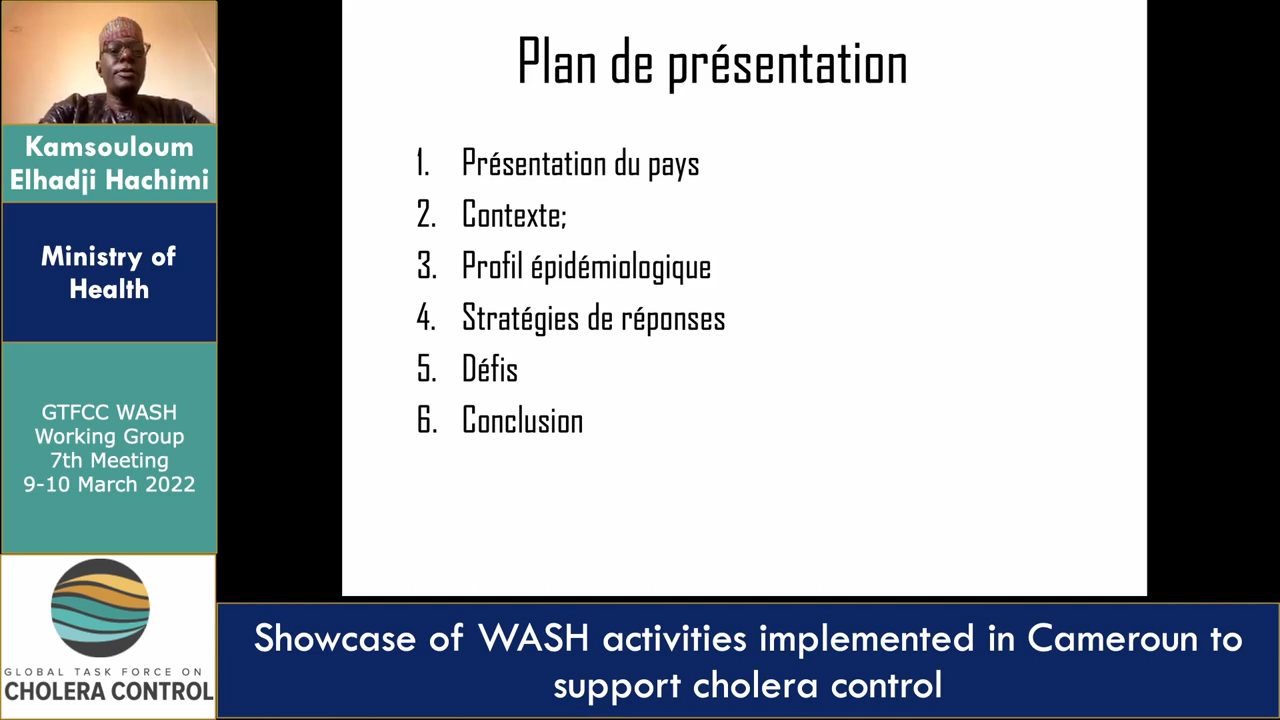 Kamsouloum
Elhadji Hachimi
Ministry of
Health
GTFCC WASH
Working Group
7th Meeting
9-10 March 2022
GLOBAL TASK FORCE ON
CHOLERA CONTROL
Plan de présentation
1. Présentation du pays
2. Contexte;
3. Profil épidémiologique
4. Stratégies de réponses
5. Défis
6. Conclusion
Showcase of WASH activities implemented in Cameroun to
support cholera control